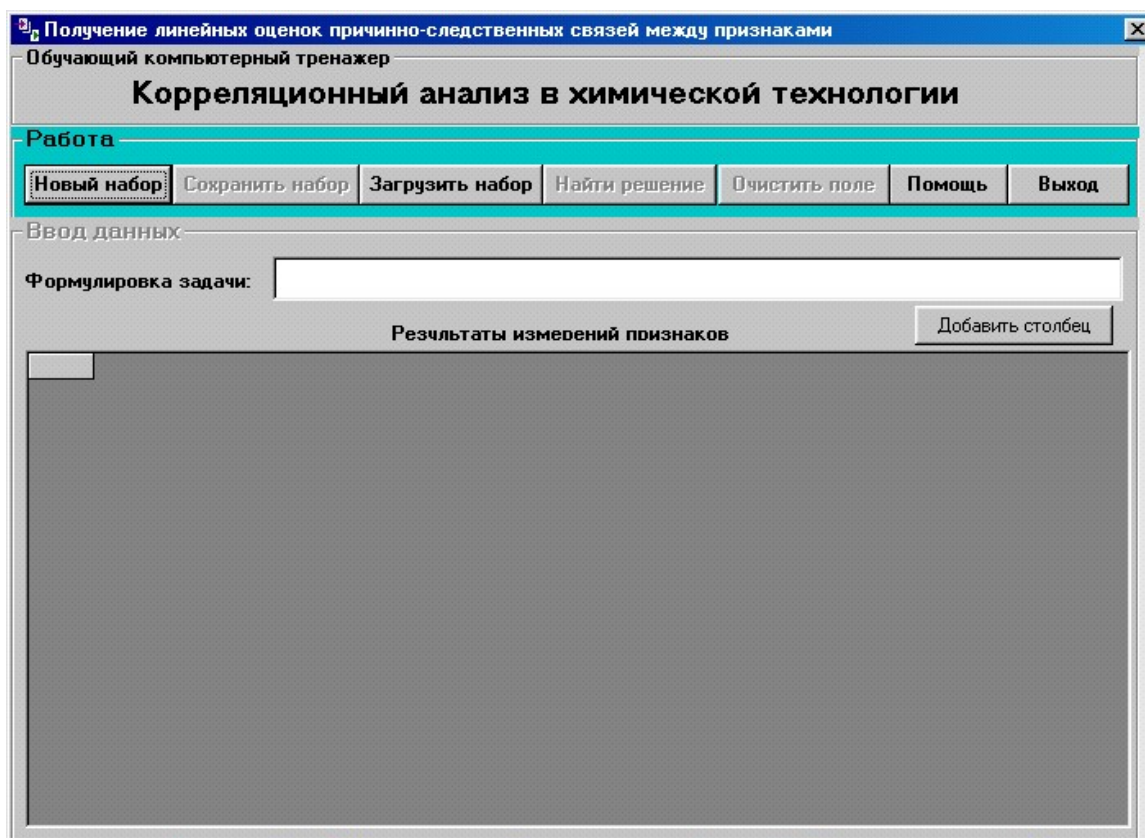 Получение линейных оценок причинно-следственных связей между признаками
Обучающий компьютерный тренажер
Корреляционный анализ в химической технологии
Работа
Новый набор Сохранить набор Загрузить набор Найти решение Очистить поле Помощь Выход
Ввод данных
Формулировка задачи:
Добавить столбец
Результаты измерений признаков